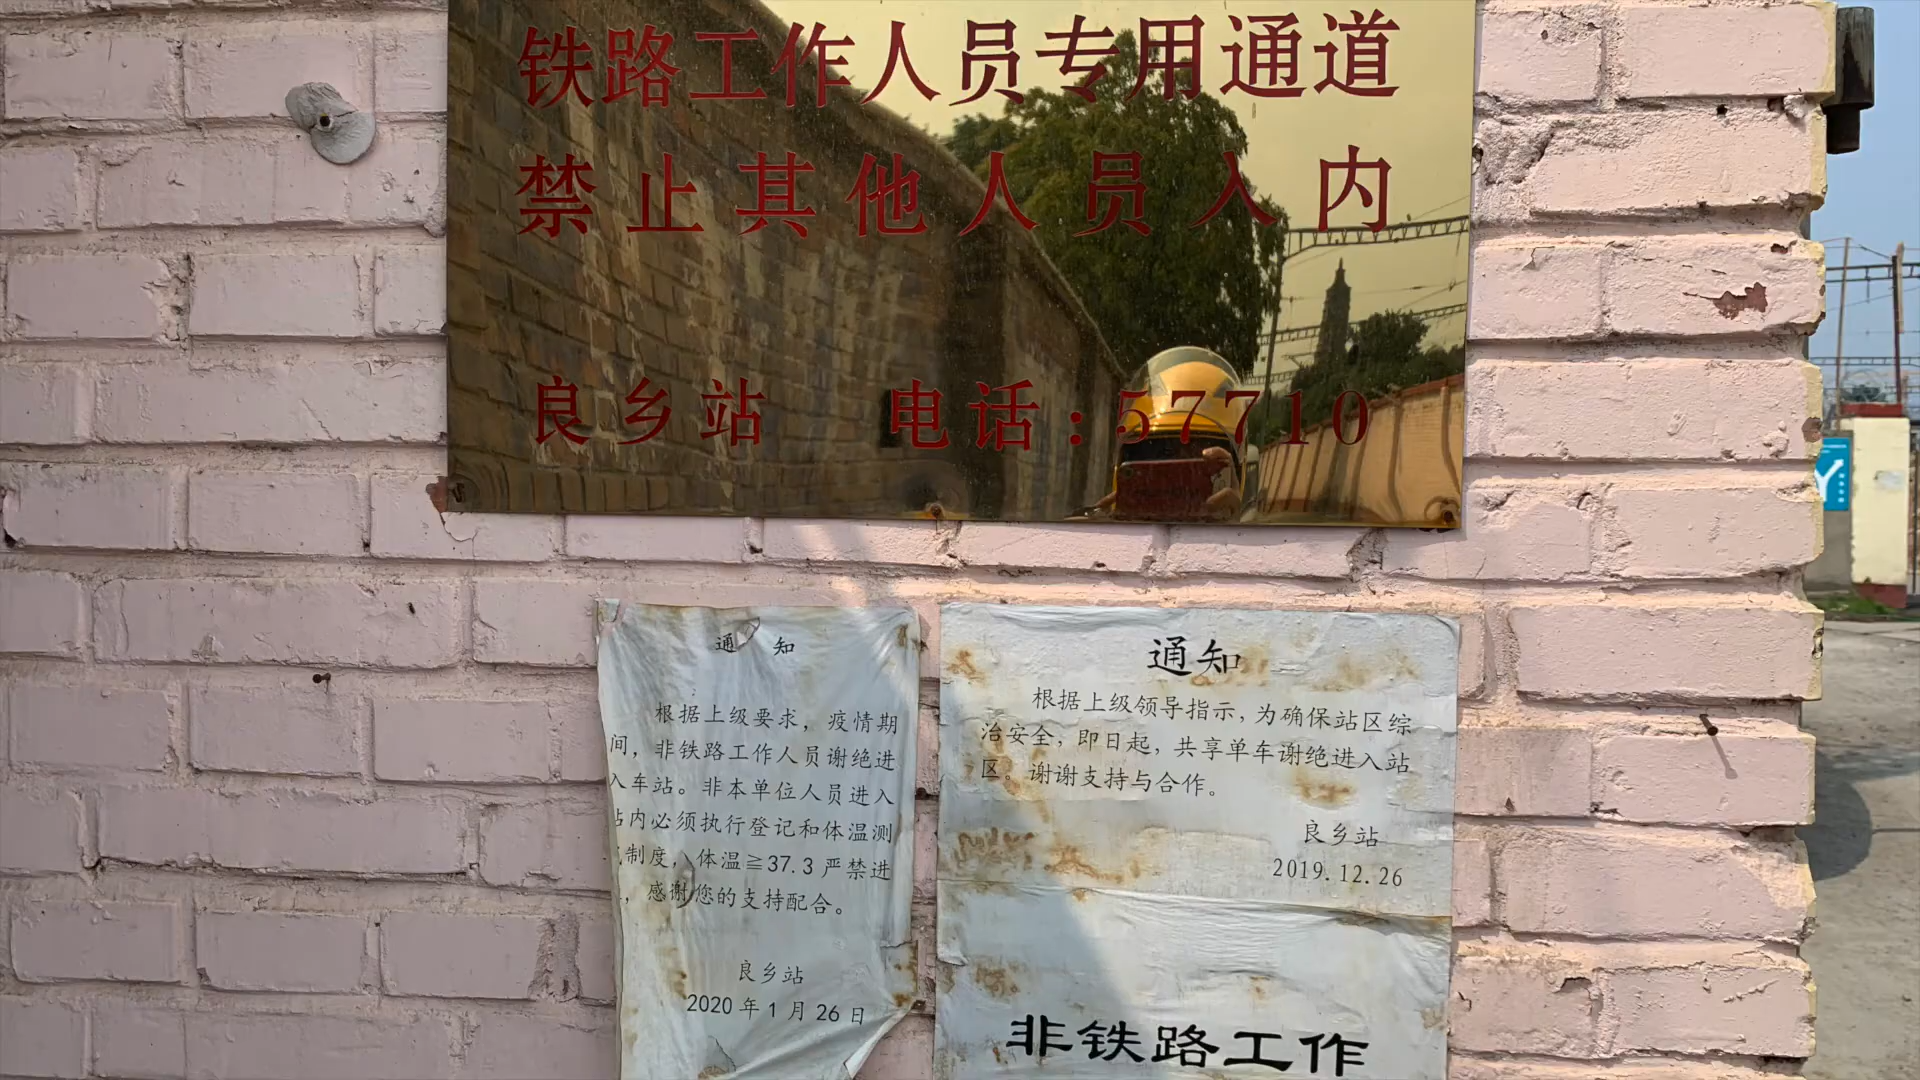 铁路工作人员专用通道
禁止其他人员入内
良乡站 电话:57710
通知
根据上级要求，疫情期
间，非铁路工作人员谢绝进
入车站。非本单位人员进入
站内必须执行登记和体温测
制度，体温≧37.3严禁进
，感谢您的支持配合。
良乡站
2020年1月26日
通知
根据上级领导指示，为确保站区综
治安全，即日起，共享单车谢绝进入站
区。谢谢支持与合作。
良乡站
2019.12.26
非铁路工作